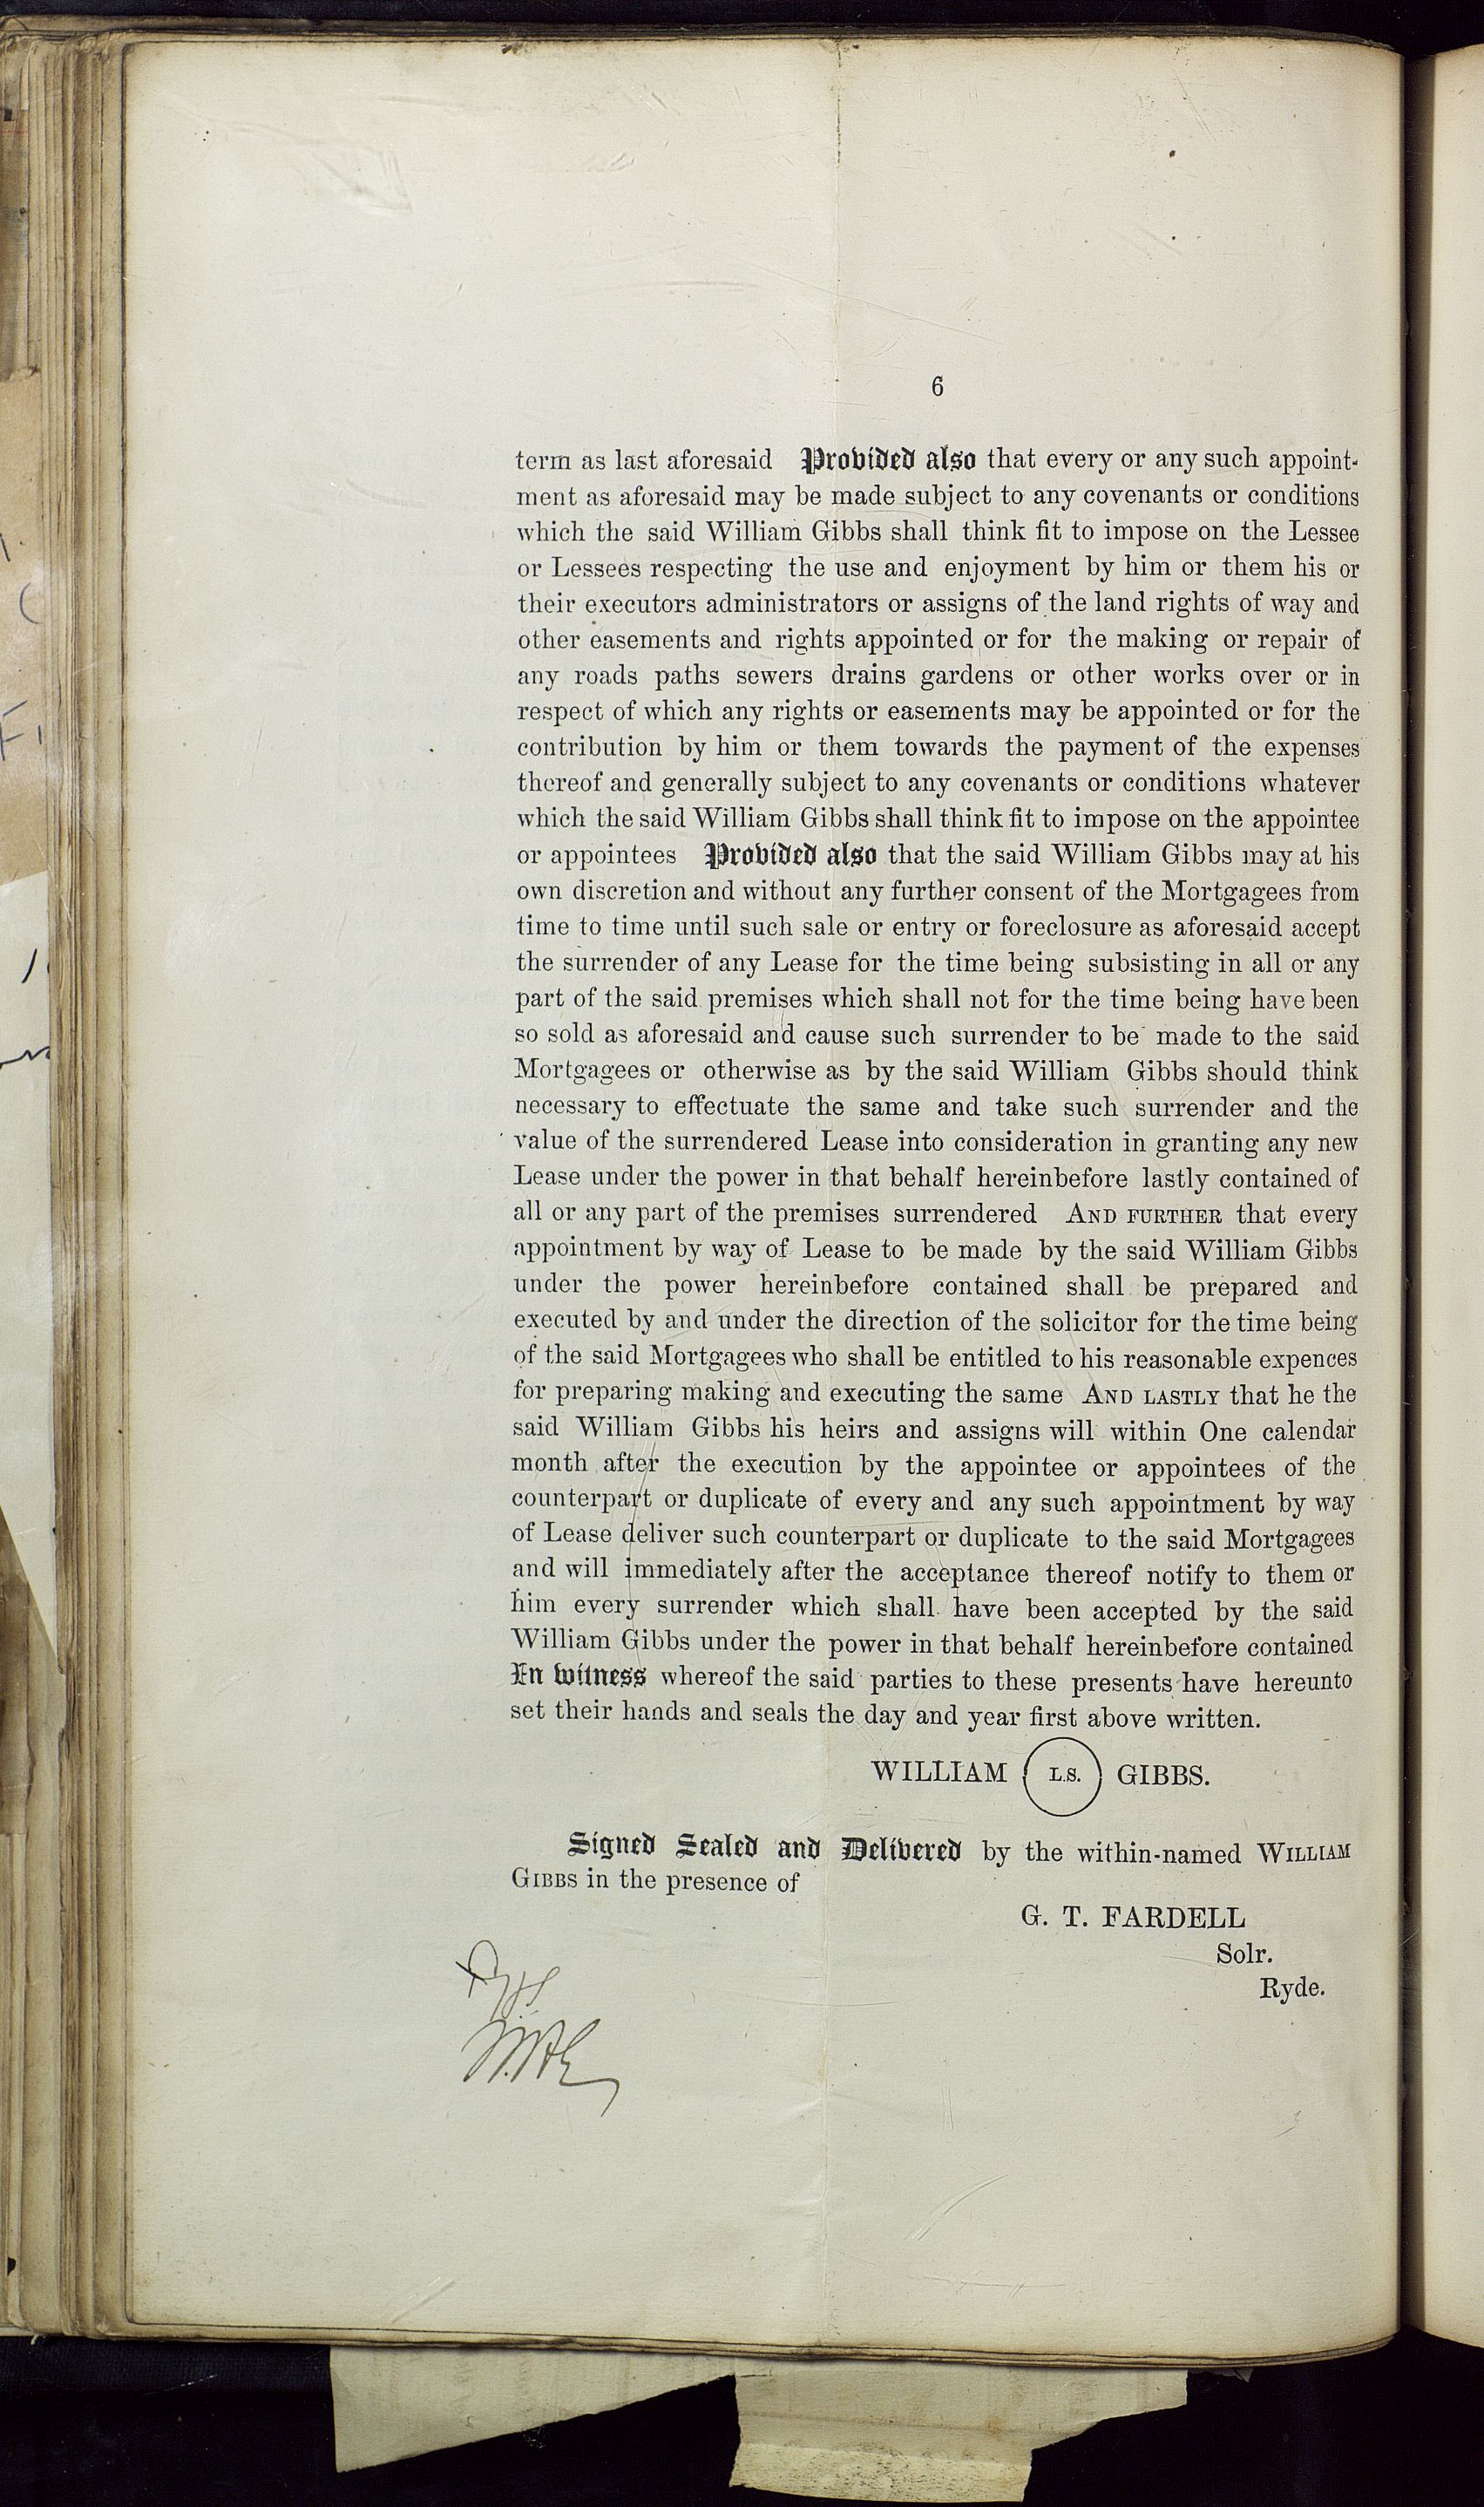 6
term as last aforesaid Provided also that every or any such appoint-
ment as aforesaid may be made subject to any covenants or conditions
which the said William Gibbs shall think fit to impose on the Lessee
or Lessees respecting the use and enjoyment by him or them his or
their executors administrators or assigns of the land rights of way and
other easements and rights appointed or for the making or repair of
any roads paths sewers drains gardens or other works over or in
respect of which any rights or easements may be appointed or for the
contribution by him or them towards the payment of the expenses
thereof and generally subject to any covenants or conditions whatever
which the said William Gibbs shall think fit to impose on the appointee
or appointees Provided also that the said William Gibbs may at his
own discretion and without any further consent of the Mortgagees from
time to time until such sale or entry or foreclosure as aforesaid accept
the surrender of any Lease for the time being subsisting in all or any
part of the said premises which shall not for the time being have been
so sold as aforesaid and cause such surrender to be made to the said
Mortgagees or otherwise as by the said William Gibbs should think
necessary to effectuate the same and take such surrender and the
value of the surrendered Lease into consideration in granting any new
Lease under the power in that behalf hereinbefore lastly contained of
all or any part of the premises surrendered AND FURTHER that every
appointment by way of Lease to be made by the said William Gibbs
under the power hereinbefore contained shall be prepared and
executed by and under the direction of the solicitor for the time being
of the said Mortgagees who shall be entitled to his reasonable expences
for preparing making and executing the same AND LASTLY that he the
said William Gibbs his heirs and assigns will within One calendar
month after the execution by the appointee or appointees of the
counterpart or duplicate of every and any such appointment by way
of Lease deliver such counterpart or duplicate to the said Mortgagees
and will immediately after the acceptance thereof notify to them or
him every surrender which shall have been accepted by the said
William Gibbs under the power in that behalf hereinbefore contained
In witness whereof the said parties to these presents have hereunto
set their hands and seals the day and year first above written.
WILLIAM L.S. GIBBS.
Signed Sealed and Delivered by the within-named WILLIAM
GIBBS in the presence of
G. T. FARDELL
Solr.
Ryde.